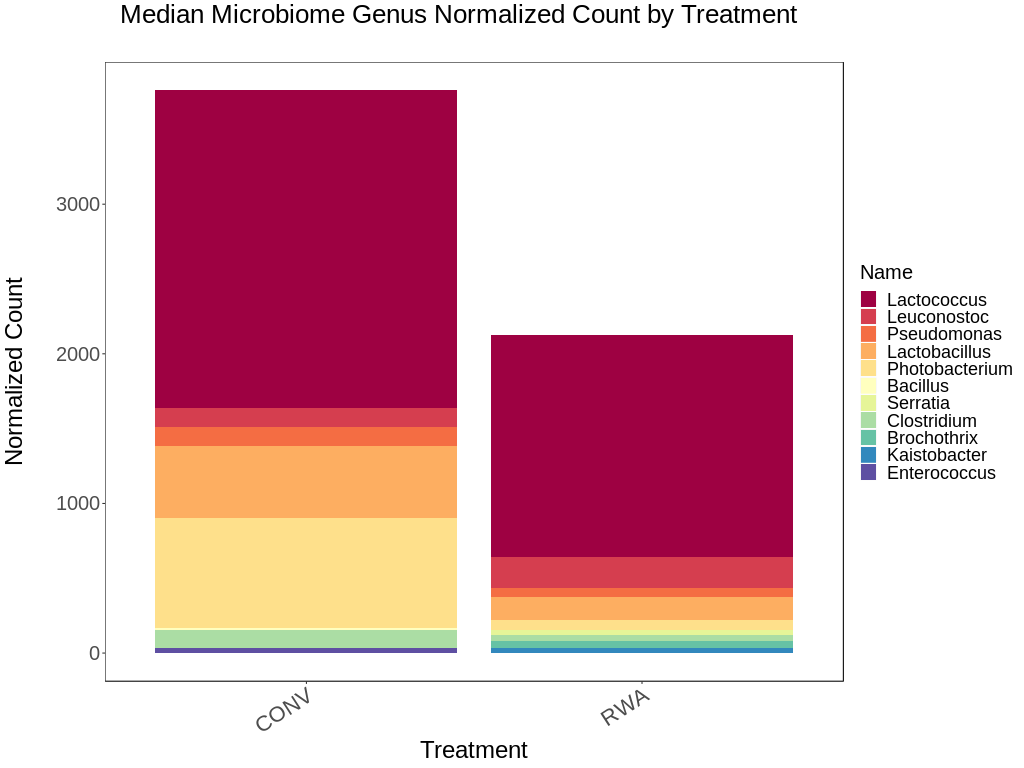 Median Microbiome Genus Normalized Count by Treatment
Normalized Count
3000
2000
1000
0
CONV
RWA
Treatment
Name
Lactococcus
Leuconostoc
Pseudomonas
Lactobacillus
Photobacterium
Bacillus
Serratia
Clostridium
Brochothrix
Kaistobacter
Enterococcus